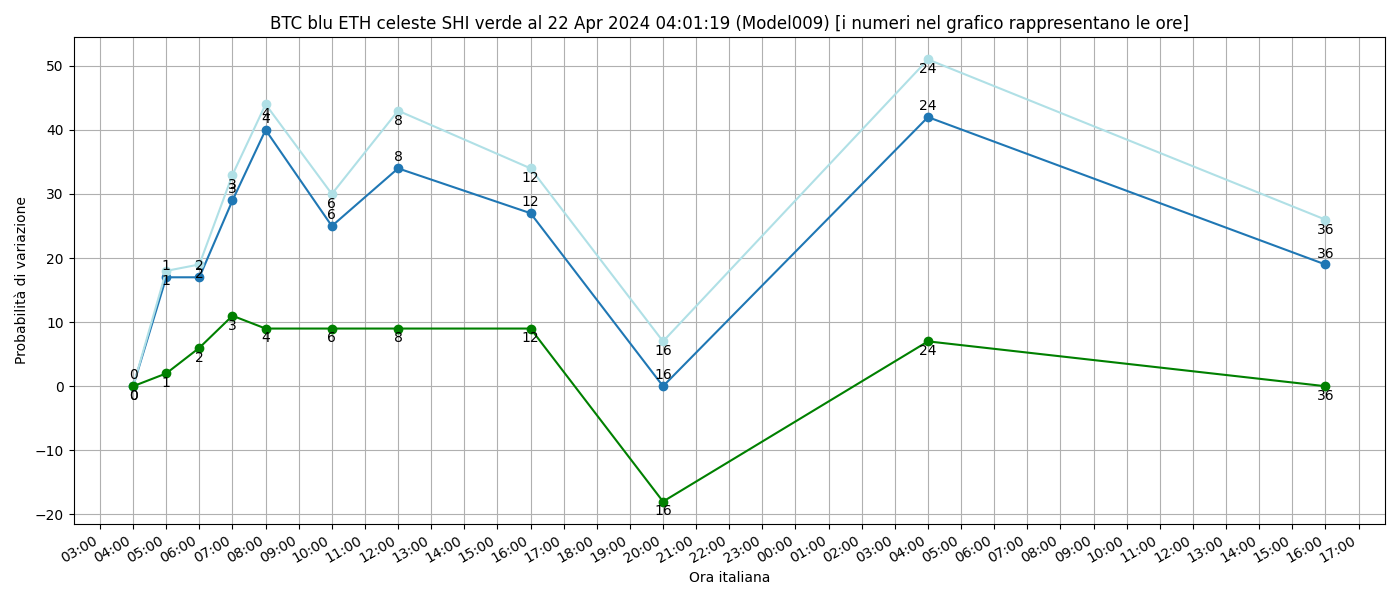 BTC blu ETH celeste SHI verde al 22 Apr 2024 04:01:19 (Model009) [i numeri nel grafico rappresentano le ore]
Probabilità di variazione
50
40
30
20
10
0
−10
−20
0 1 2 3 4 6 8 12 16 24 36
0 1 2 3 4 6 8 12 16 24 36
0 1 2 3 4 6 8 12 16 24 36
03:00 04:00 05:00 06:00 07:00 08:00 09:00 10:00 11:00 12:00 13:00 14:00 15:00 16:00 17:00 18:00 19:00 20:00 21:00 22:00 23:00 00:00 01:00 02:00 03:00 04:00 05:00 06:00 07:00 08:00 09:00 10:00 11:00 12:00 13:00 14:00 15:00 16:00 17:00
Ora italiana